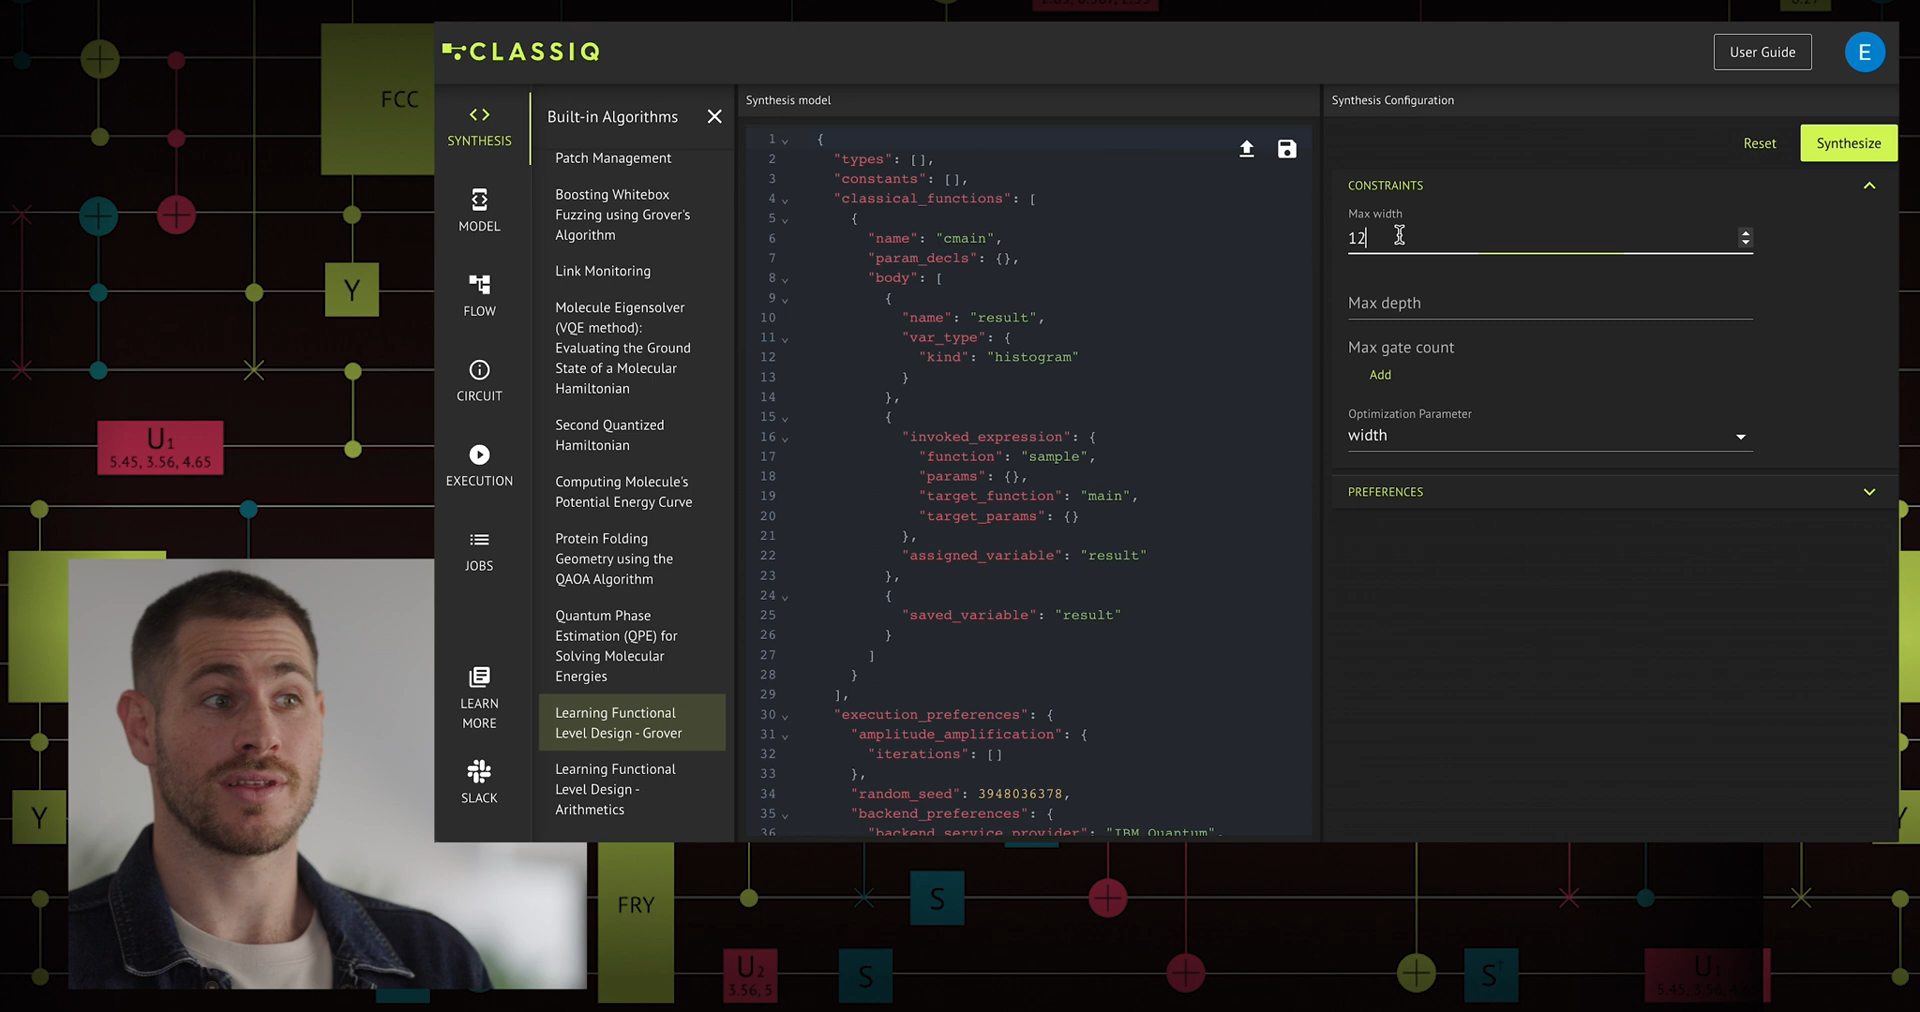 FCC
Y
U1
5.45, 3.56, 4.65
Y
FRY
U2
3.56, 5
S
S
S†
U1
CLASSIQ
User Guide
E
SYNTHESIS
MODEL
FLOW
CIRCUIT
EXECUTION
JOBS
LEARN
MORE
SLACK
Built-in Algorithms
Patch Management
Boosting Whitebox
Fuzzing using Grover's
Algorithm
Link Monitoring
Molecule Eigensolver
(VQE method):
Evaluating the Ground
State of a Molecular
Hamiltonian
Second Quantized
Hamiltonian
Computing Molecule's
Potential Energy Curve
Protein Folding
Geometry using the
QAOA Algorithm
Quantum Phase
Estimation (QPE) for
Solving Molecular
Energies
Learning Functional
Level Design - Grover
Learning Functional
Level Design -
Arithmetics
Synthesis model
1 {
2 "types": [],
3 "constants": [],
4 "classical_functions": [
5 {
6 "name": "cmain",
7 "param_decls": {},
8 "body": [
9 {
10 "name": "result",
11 "var_type": {
12 "kind": "histogram"
13 }
14 },
15 {
16 "invoked_expression": {
17 "function": "sample",
18 "params": {},
19 "target_function": "main",
20 "target_params": {}
21 },
22 "assigned_variable": "result"
23 },
24 {
25 "saved_variable": "result"
26 }
27 ]
28 }
29 ],
30 "execution_preferences": {
31 "amplitude_amplification": {
32 "iterations": []
33 },
34 "random_seed": 3948036378,
35 "backend_preferences": {
36 "backend_service_provider": "IBM Quantum",
Synthesis Configuration
Reset
Synthesize
CONSTRAINTS
Max width
12
Max depth
Max gate count
Add
Optimization Parameter
width
PREFERENCES